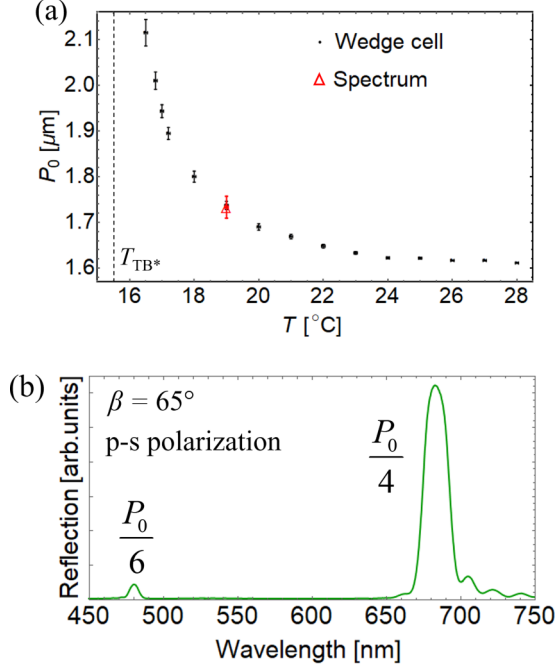 (a)
2.1
2.0
1.9
1.8
1.7
1.6
P₀ [µm]
Wedge cell
Spectrum
T_TB*
16 18 20 22 24 26 28
T [°C]
(b)
Reflection [arb.units]
β = 65°
p-s polarization
P₀
4
P₀
6
450 500 550 600 650 700 750
Wavelength [nm]